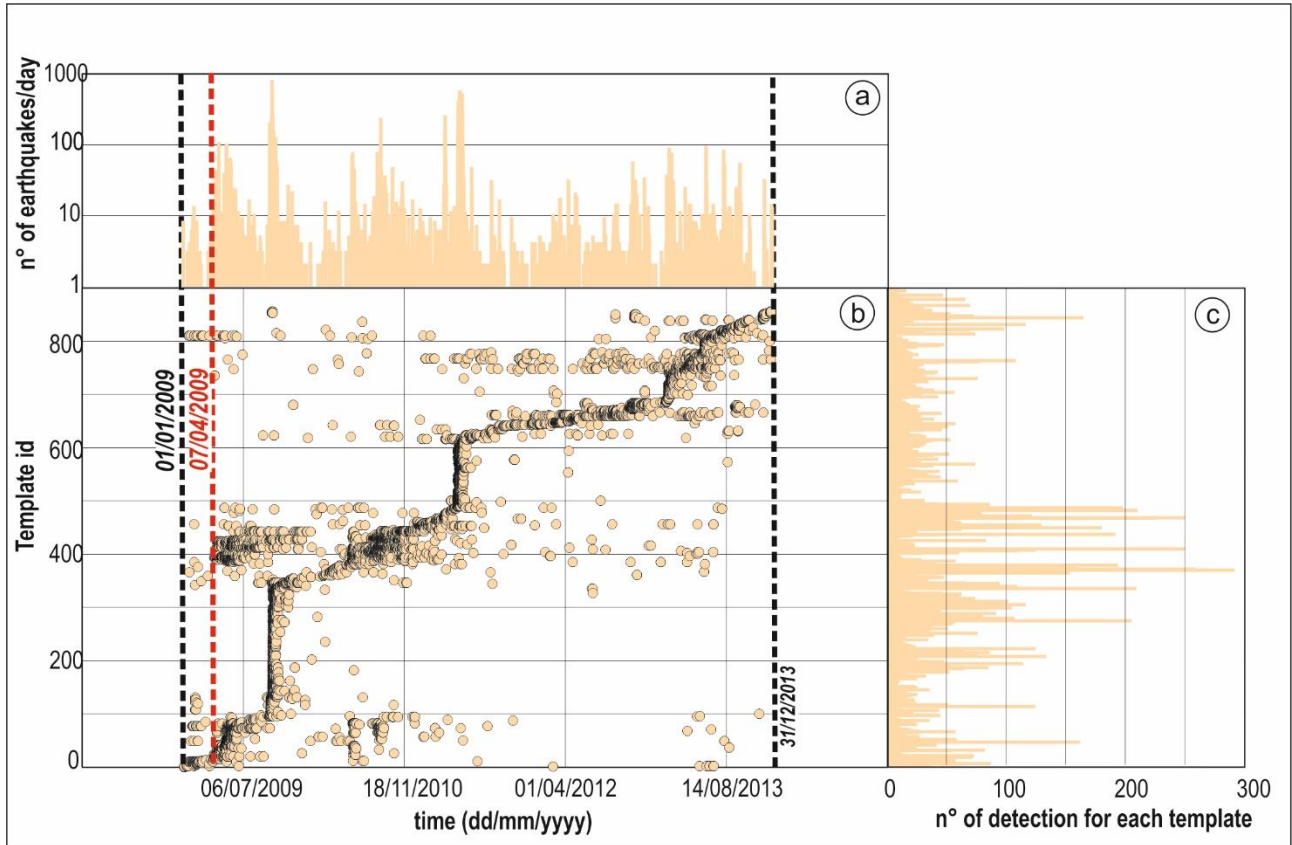 n° of earthquakes/day
1000
100
10
1
a
Template id
800
600
400
200
0
01/01/2009
07/04/2009
31/12/2013
b
06/07/2009 18/11/2010 01/04/2012 14/08/2013
time (dd/mm/yyyy)
c
0 100 200 300
n° of detection for each template